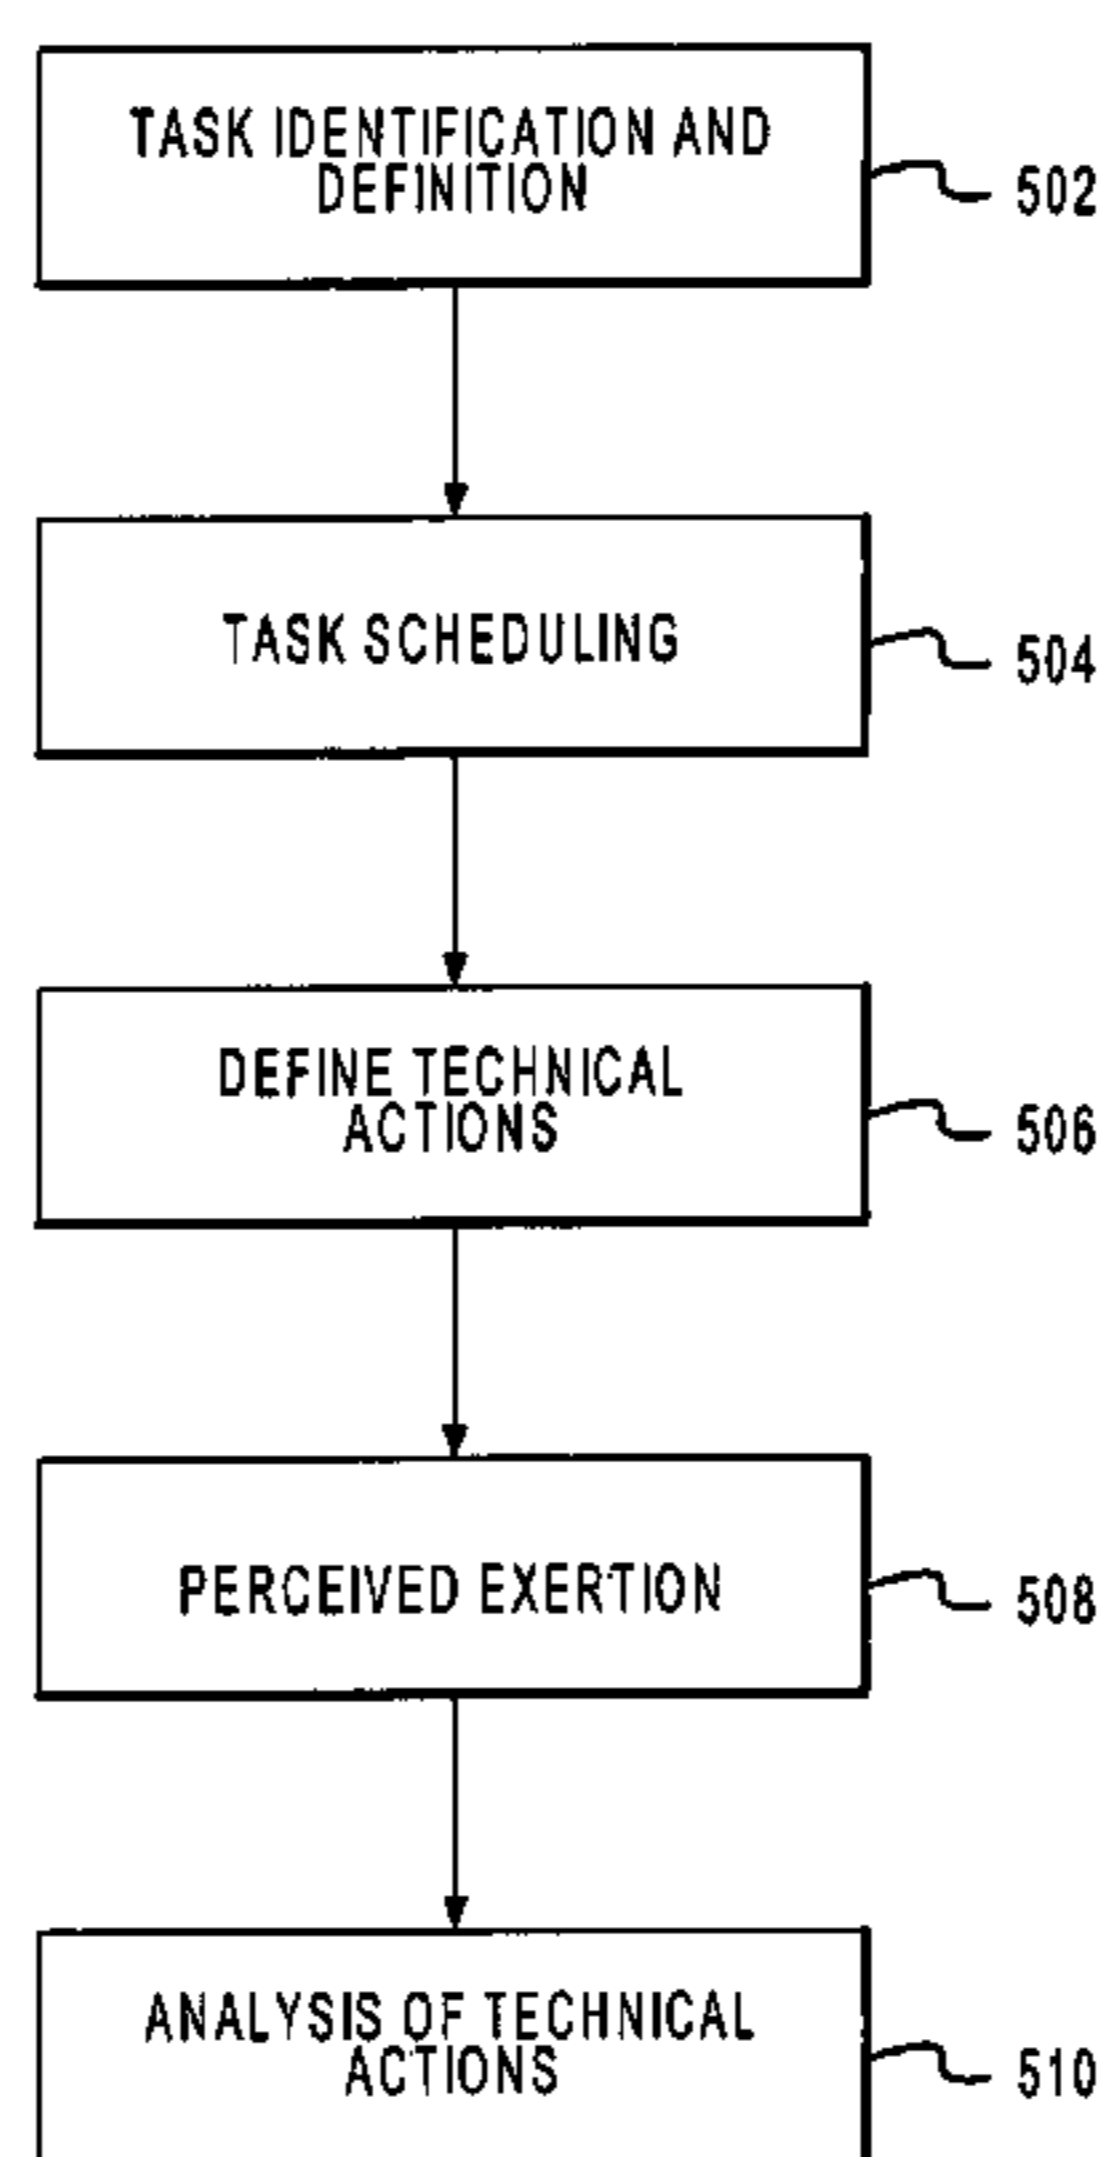 TASK IDENTIFICATION AND
DEFINITION
502
TASK SCHEDULING
504
DEFINE TECHNICAL
ACTIONS
506
PERCEIVED EXERTION
508
ANALYSIS OF TECHNICAL
ACTIONS
510